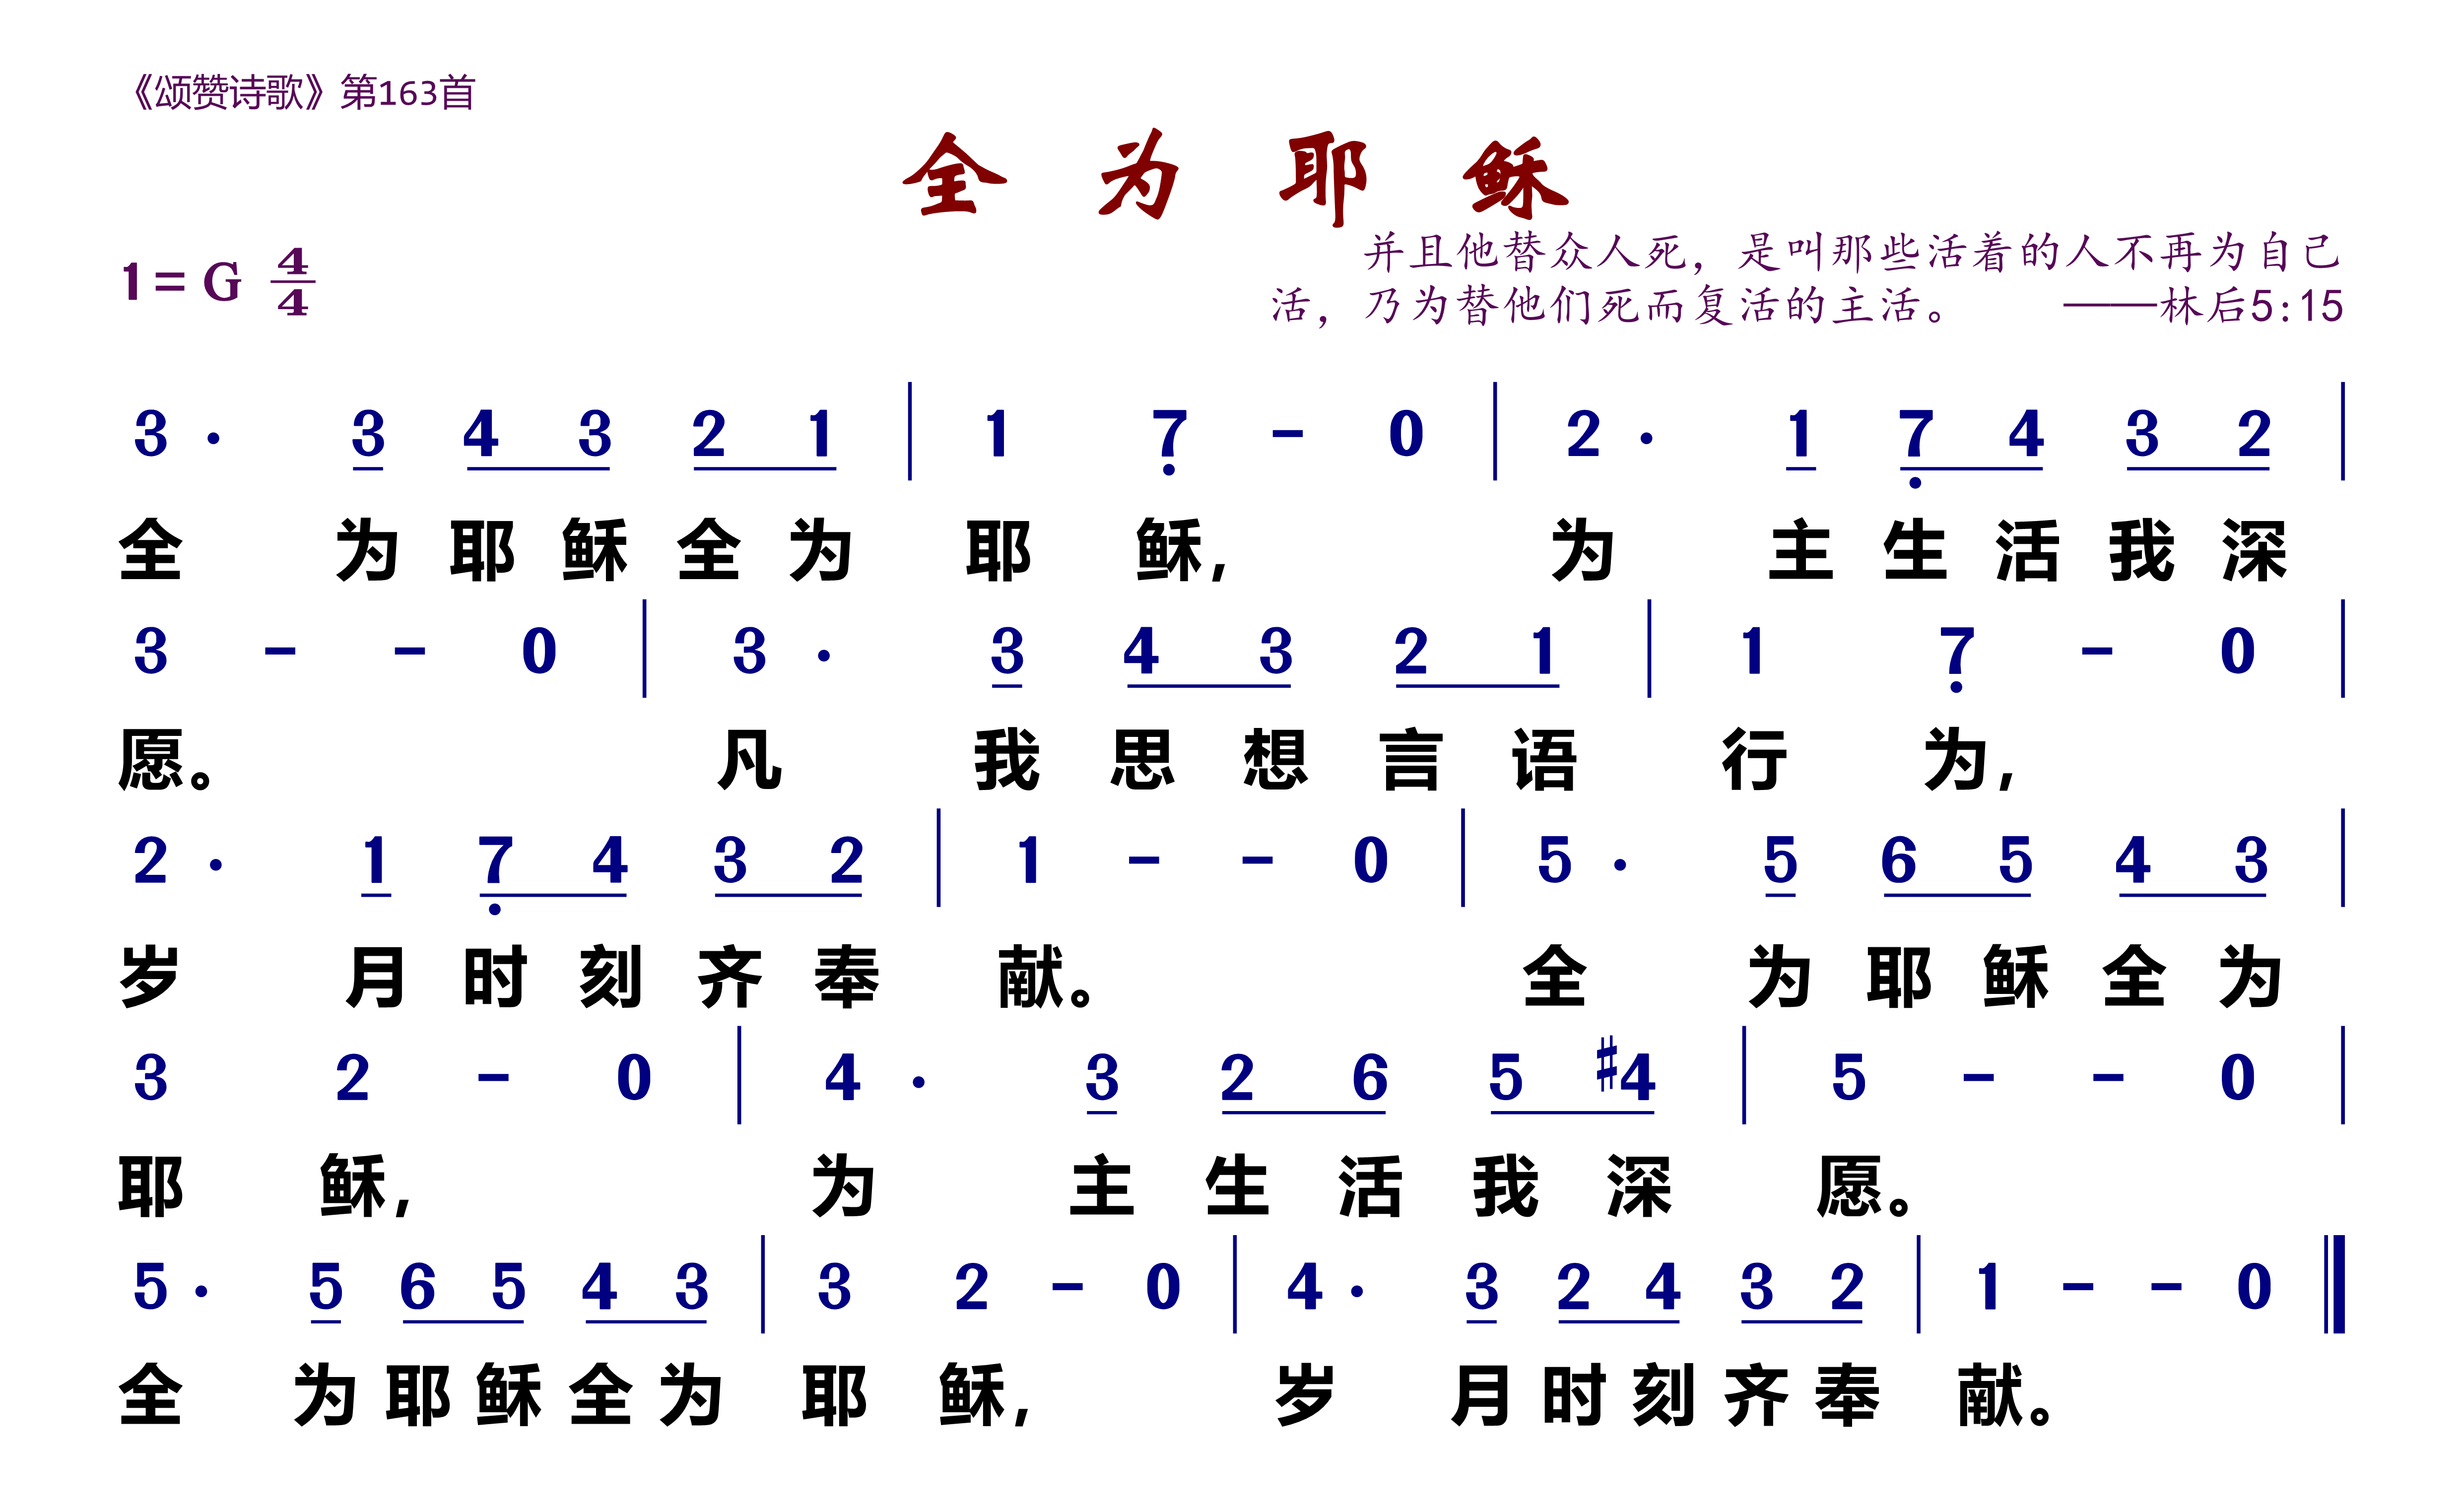 《颂赞诗歌》第163首
全为耶稣
1=G 4/4
并且他替众人死，是叫那些活着的人不再为自己
活，乃为替他们死而复活的主活。 ——林后5:15
3· 3 4 3 2 1 | 1 7̣ - 0 | 2· 1 7̣ 4 3 2 |
全 为 耶 稣 全 为 耶 稣, 为 主 生 活 我 深
3 - - 0 | 3· 3 4 3 2 1 | 1 7̣ - 0 |
愿。 凡 我 思 想 言 语 行 为,
2· 1 7̣ 4 3 2 | 1 - - 0 | 5· 5 6 5 4 3 |
岁 月 时 刻 齐 奉 献。 全 为 耶 稣 全 为
3 2 - 0 | 4· 3 2 6 5 #4 | 5 - - 0 |
耶 稣, 为 主 生 活 我 深 愿。
5· 5 6 5 4 3 | 3 2 - 0 | 4· 3 2 4 3 2 | 1 - - 0 ‖
全 为 耶 稣 全 为 耶 稣, 岁 月 时 刻 齐 奉 献。